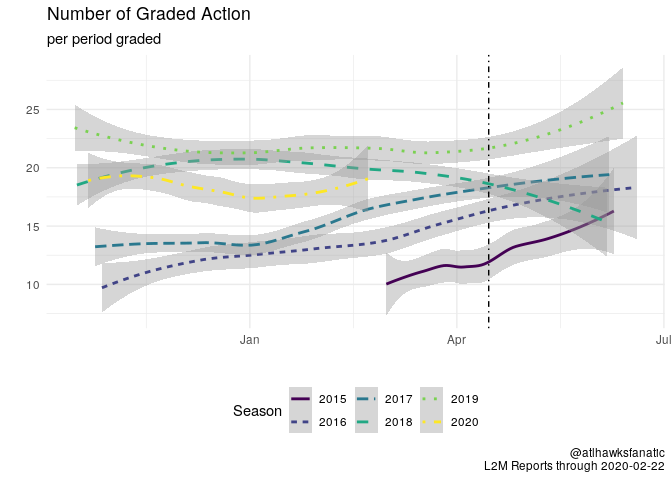 Number of Graded Action
per period graded
25
20
15
10
Jan
Apr
Jul
Season
2015
2017
2019
2016
2018
2020
@atlhawksfanatic
L2M Reports through 2020-02-22